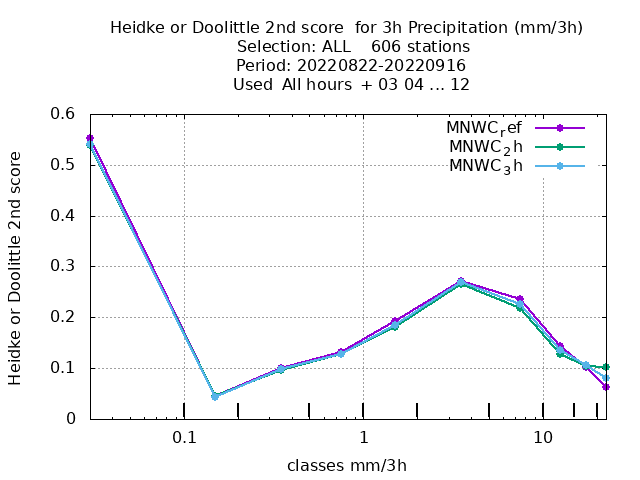 Heidke or Doolittle 2nd score  for 3h Precipitation (mm/3h)
Selection: ALL    606 stations
Period: 20220822-20220916
Used  All hours  + 03 04 ... 12
MNWC_ref
MNWC_2h
MNWC_3h
Heidke or Doolittle 2nd score
0.6
0.5
0.4
0.3
0.2
0.1
0
0.1 1 10
classes mm/3h